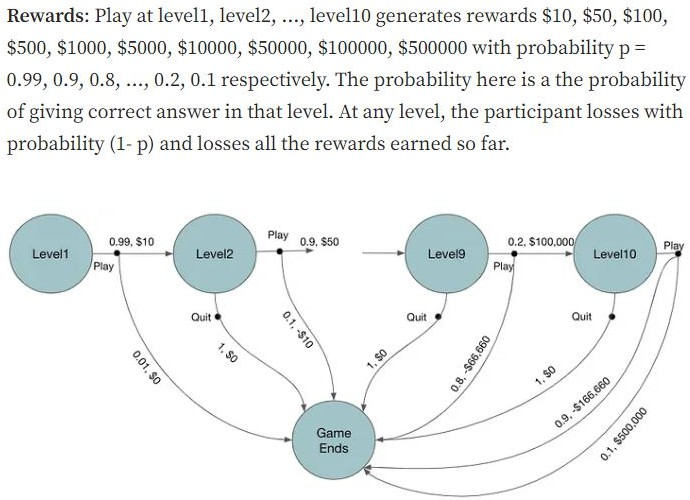 Rewards: Play at level1, level2, ..., level10 generates rewards $10, $50, $100,
$500, $1000, $5000, $10000, $50000, $100000, $500000 with probability p =
0.99, 0.9, 0.8, ..., 0.2, 0.1 respectively. The probability here is a the probability
of giving correct answer in that level. At any level, the participant losses with
probability (1- p) and losses all the rewards earned so far.
Level1
0.99, $10
Play
Level2
Play
0.9, $50
Level9
0.2, $100,000
Play
Level10
Play
Quit
Quit
Quit
0.01, $0
1, $0
0.1, -$10
1, $0
0.8, -$66,660
1, $0
0.9, -$166,660
0.1, $500,000
Game
Ends